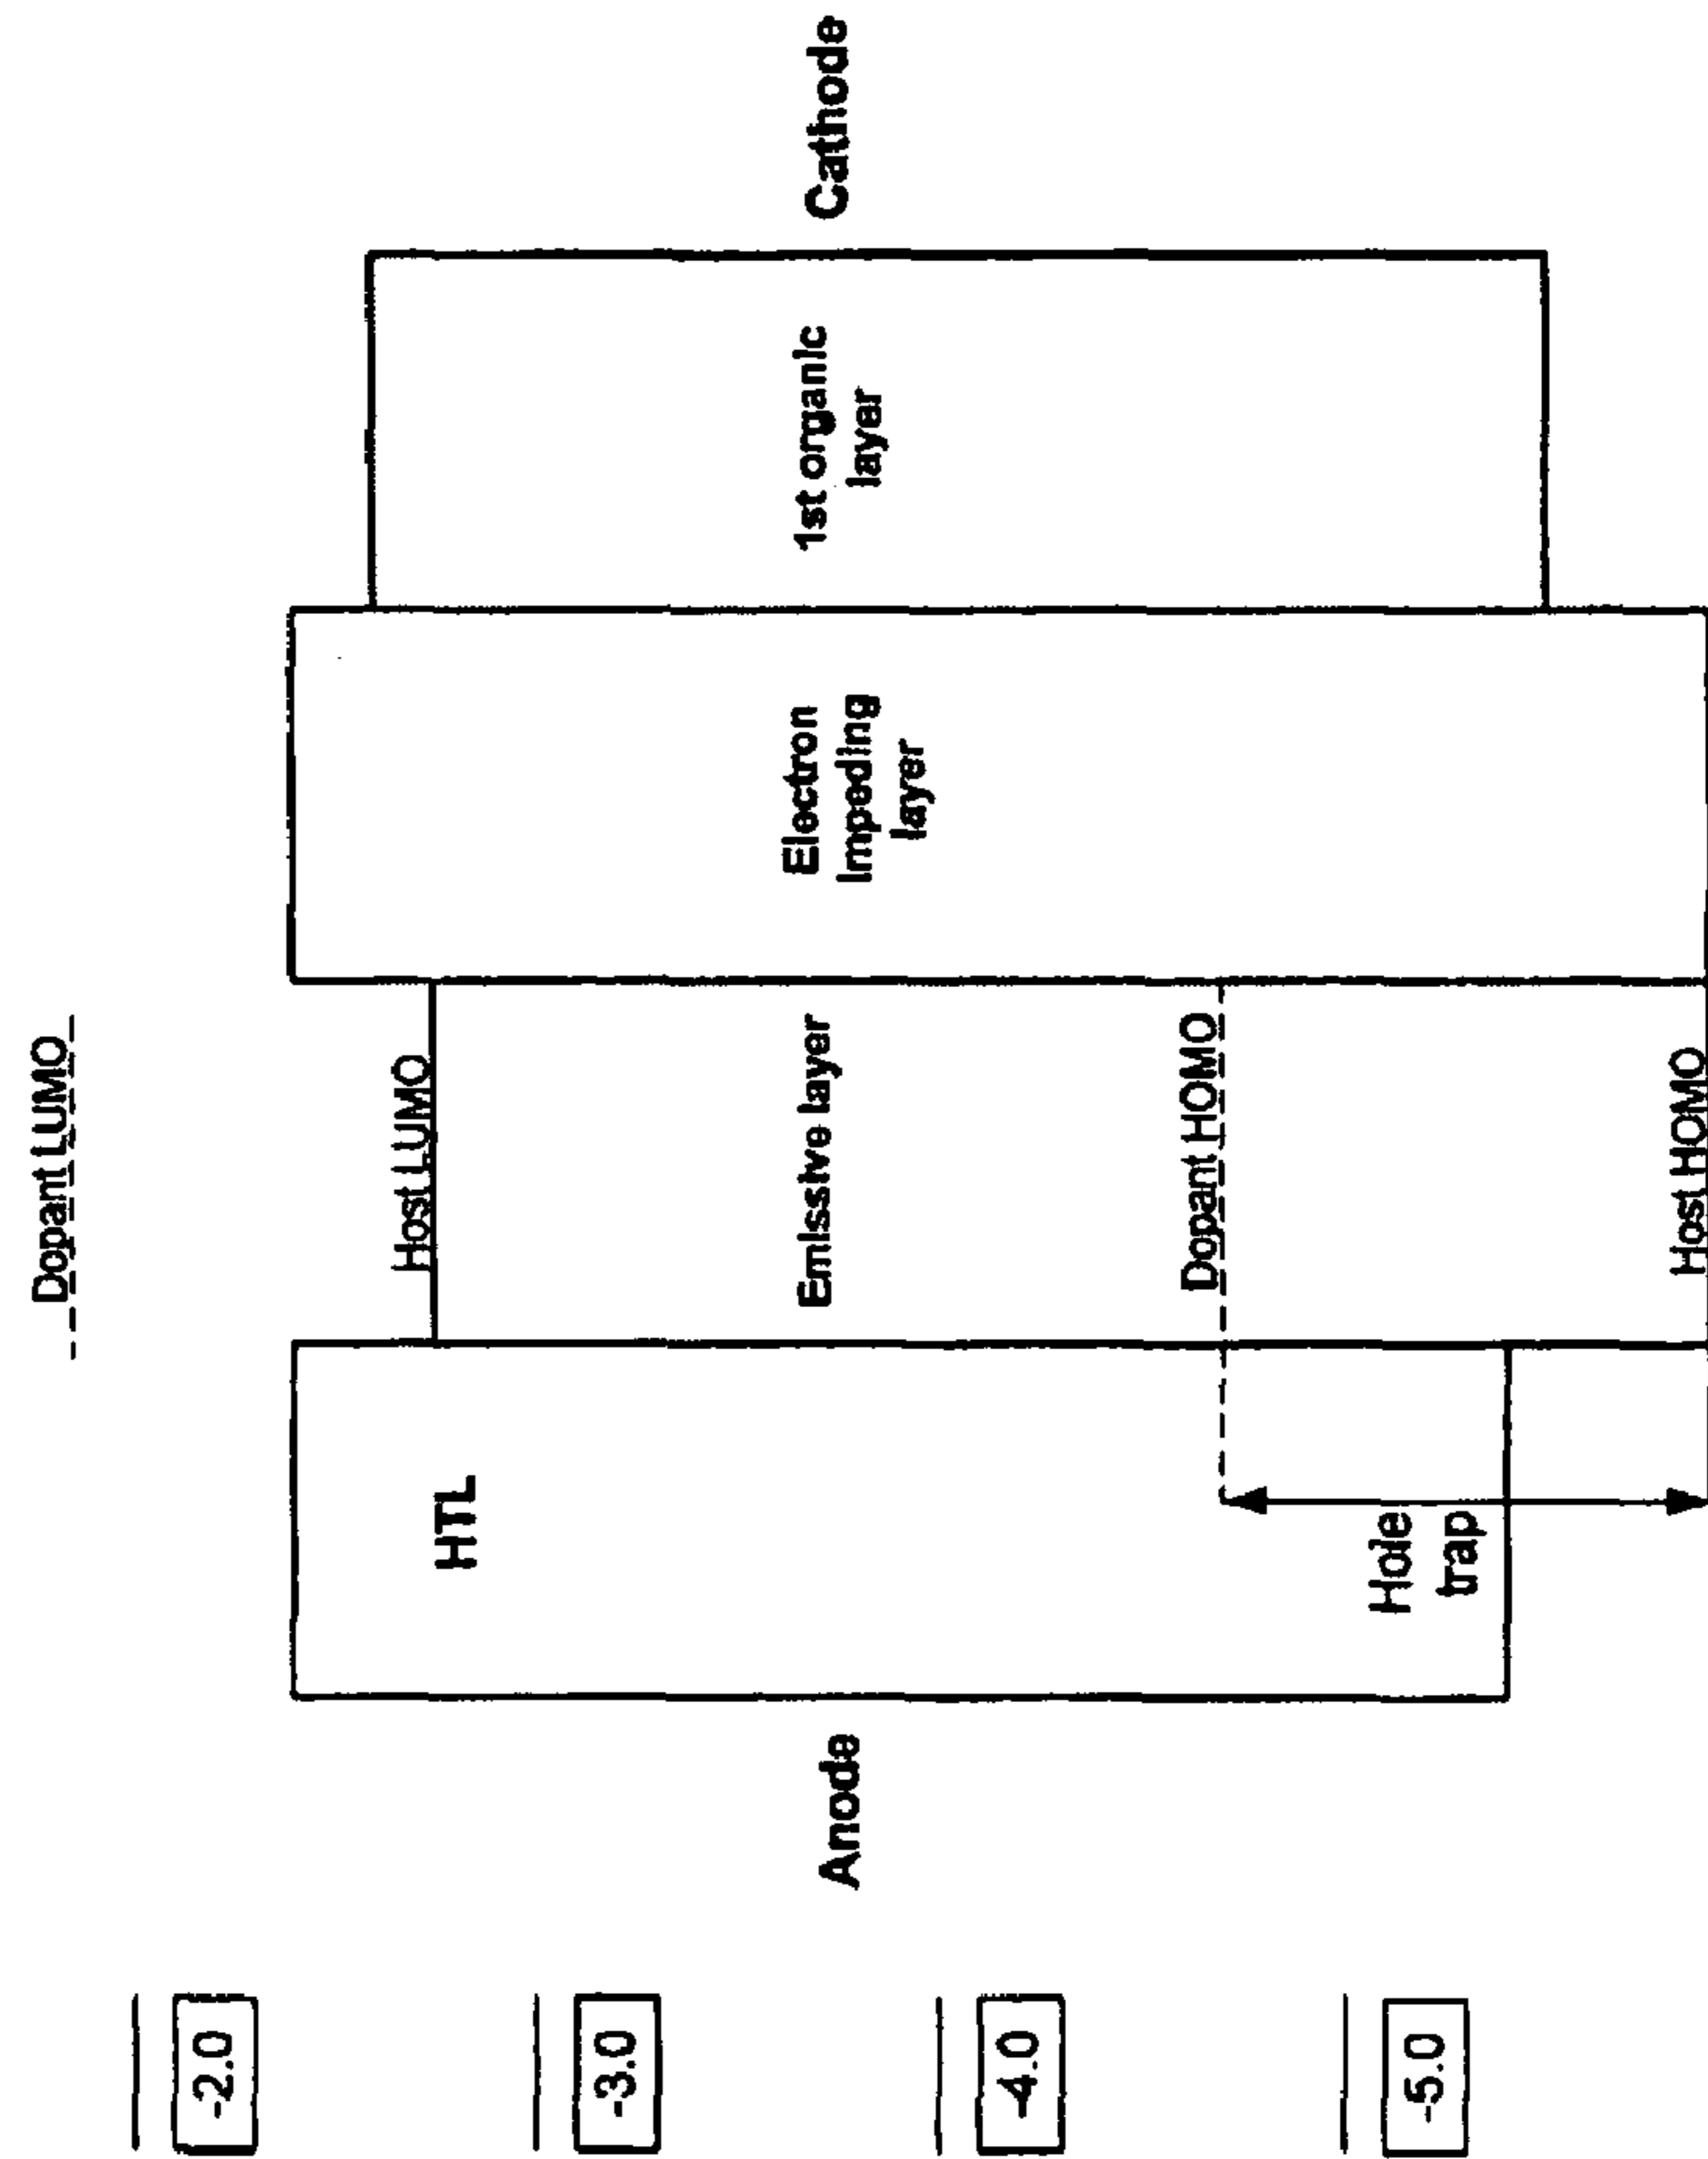 Dopant LUMO
Host LUMO
HTL
Emissive layer
Electron
impeding
layer
1st organic
layer
Anode
Cathode
Dopant HOMO
Hole
trap
Host HOMO
-2.0
-3.0
-4.0
-5.0